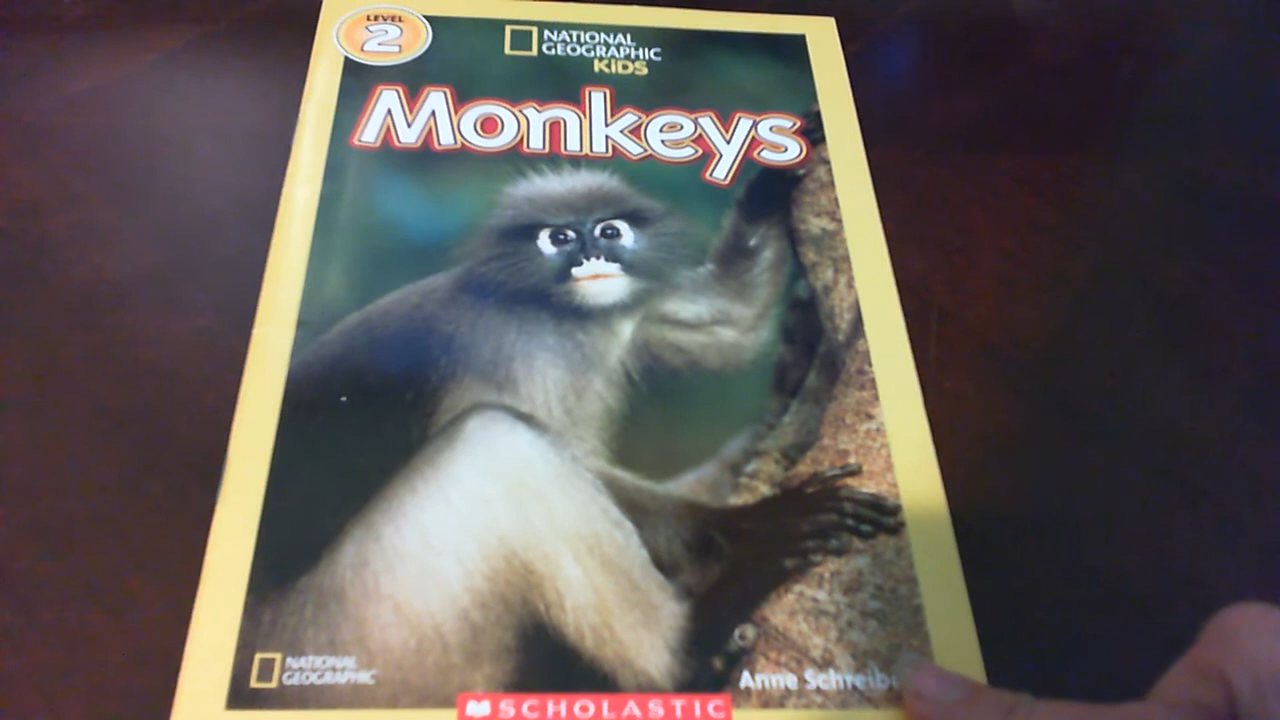 LEVEL
2
NATIONAL
GEOGRAPHIC
KiDS
Monkeys
NATIONAL
GEOGRAPHIC
Anne
SCHOLASTIC